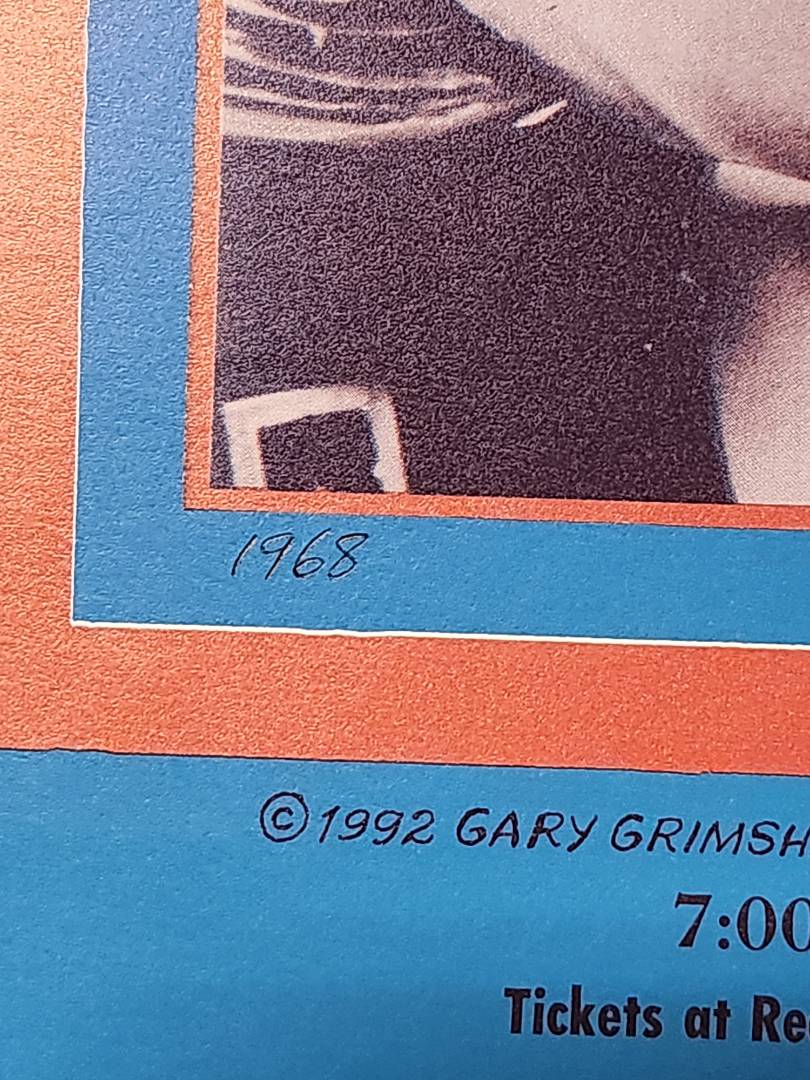 1968
©1992 GARY GRIMSH
7:00
Tickets at Re